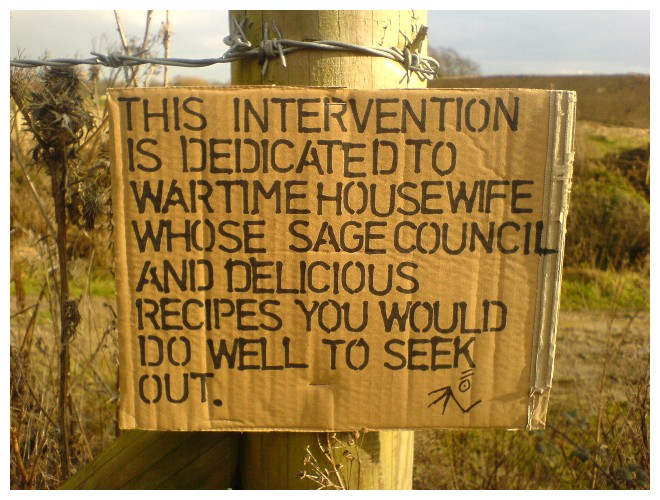 THIS INTERVENTION
IS DEDICATED TO
WARTIME HOUSEWIFE
WHOSE SAGE COUNCIL
AND DELICIOUS
RECIPES YOU WOULD
DO WELL TO SEEK
OUT.